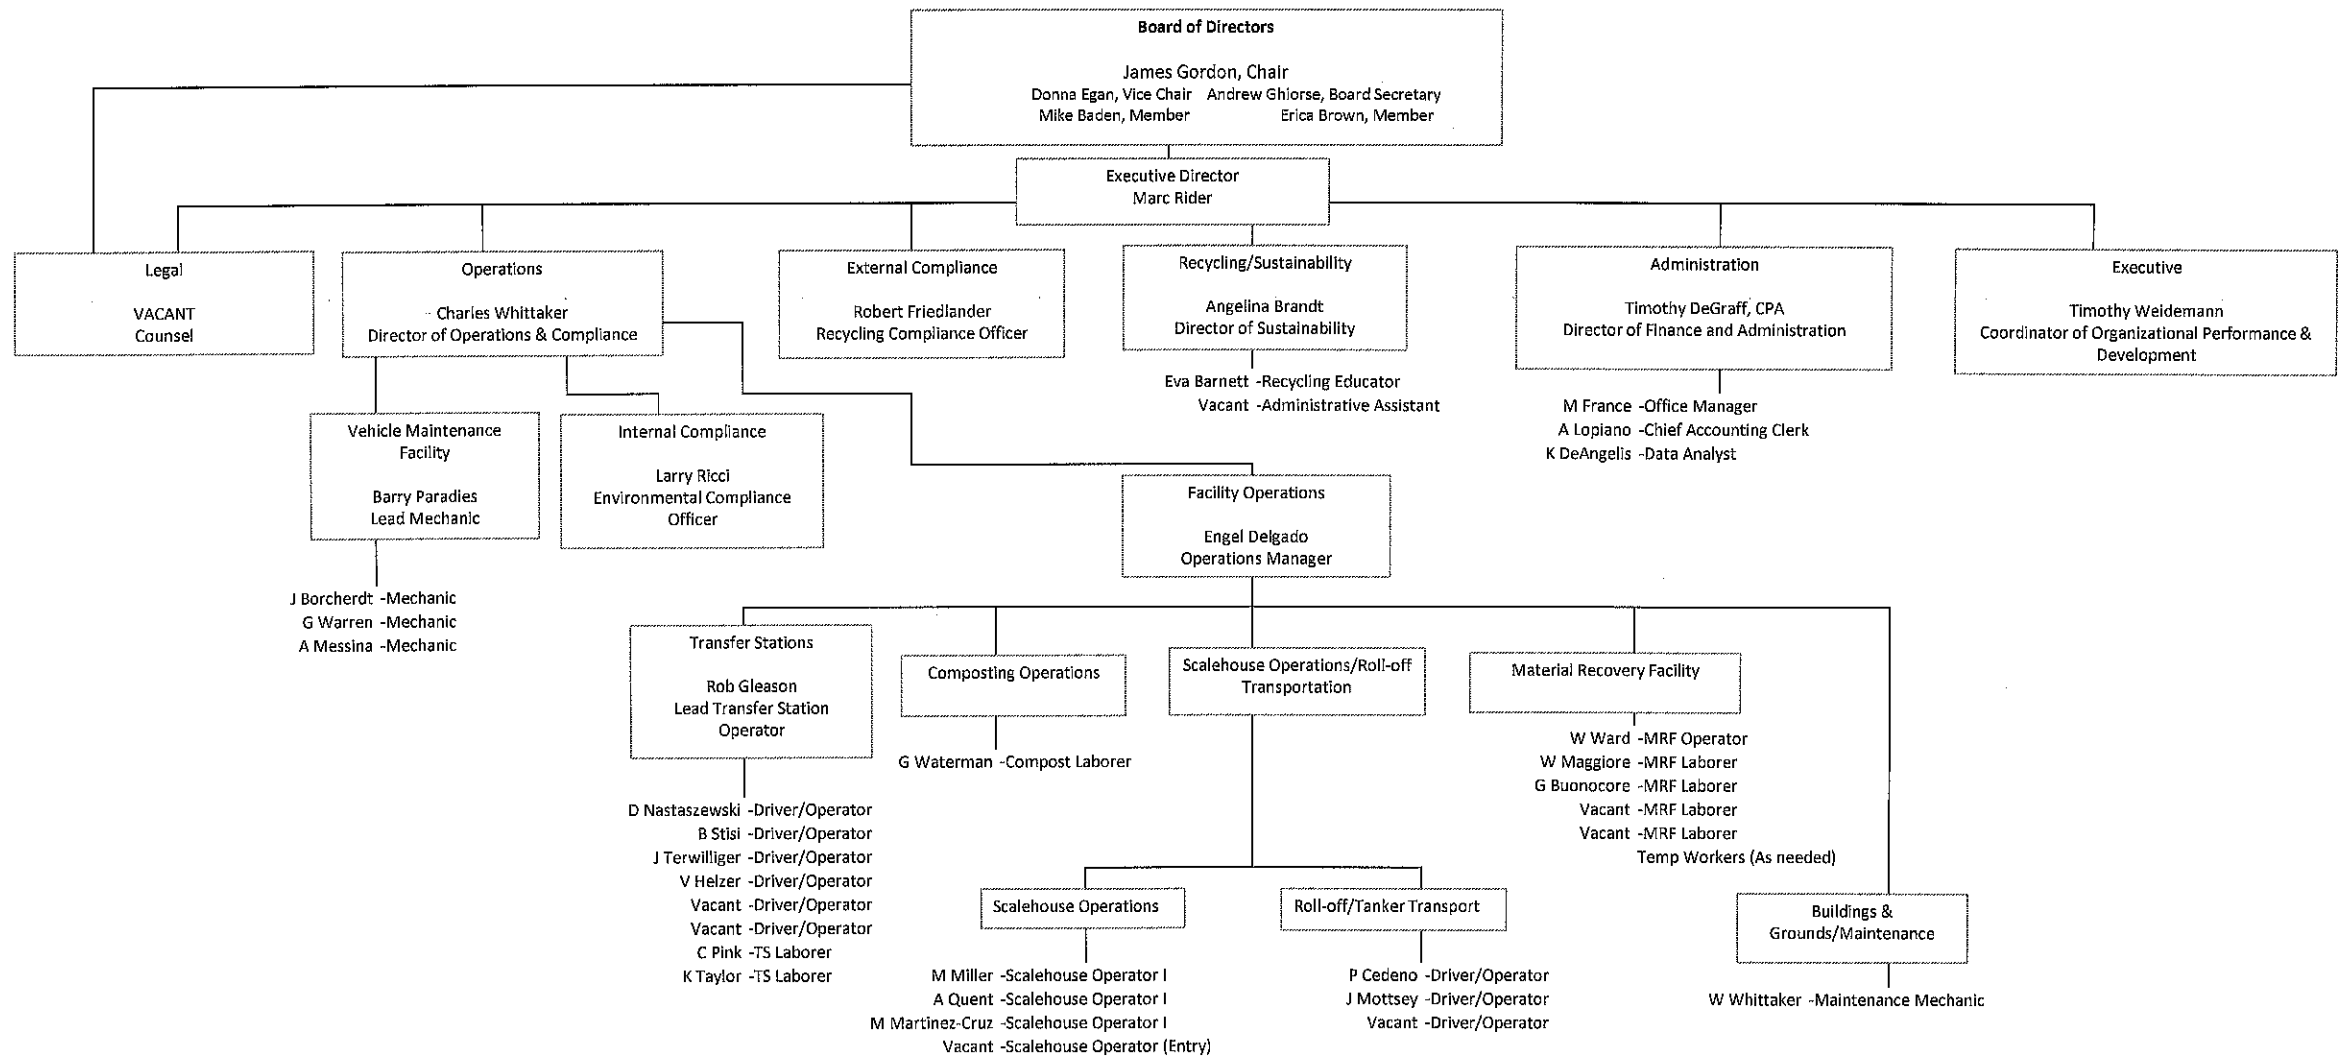 Board of Directors
James Gordon, Chair
Donna Egan, Vice Chair Andrew Ghiorse, Board Secretary
Mike Baden, Member Erica Brown, Member
Executive Director
Marc Rider
Legal
VACANT
Counsel
Operations
Charles Whittaker
Director of Operations & Compliance
External Compliance
Robert Friedlander
Recycling Compliance Officer
Recycling/Sustainability
Angelina Brandt
Director of Sustainability
Eva Barnett -Recycling Educator
Vacant -Administrative Assistant
Administration
Timothy DeGraff, CPA
Director of Finance and Administration
M France -Office Manager
A Lopiano -Chief Accounting Clerk
K DeAngelis -Data Analyst
Executive
Timothy Weidemann
Coordinator of Organizational Performance &
Development
Vehicle Maintenance
Facility
Barry Paradies
Lead Mechanic
J Borcherdt -Mechanic
G Warren -Mechanic
A Messina -Mechanic
Internal Compliance
Larry Ricci
Environmental Compliance
Officer
Facility Operations
Engel Delgado
Operations Manager
Transfer Stations
Rob Gleason
Lead Transfer Station
Operator
D Nastaszewski -Driver/Operator
B Stisi -Driver/Operator
J Terwilliger -Driver/Operator
V Helzer -Driver/Operator
Vacant -Driver/Operator
Vacant -Driver/Operator
C Pink -TS Laborer
K Taylor -TS Laborer
Composting Operations
G Waterman -Compost Laborer
Scalehouse Operations/Roll-off
Transportation
Material Recovery Facility
W Ward -MRF Operator
W Maggiore -MRF Laborer
G Buonocore -MRF Laborer
Vacant -MRF Laborer
Vacant -MRF Laborer
Temp Workers (As needed)
Scalehouse Operations
M Miller -Scalehouse Operator I
A Quent -Scalehouse Operator I
M Martinez-Cruz -Scalehouse Operator I
Vacant -Scalehouse Operator (Entry)
Roll-off/Tanker Transport
P Cedeno -Driver/Operator
J Mottsey -Driver/Operator
Vacant -Driver/Operator
Buildings &
Grounds/Maintenance
W Whittaker -Maintenance Mechanic